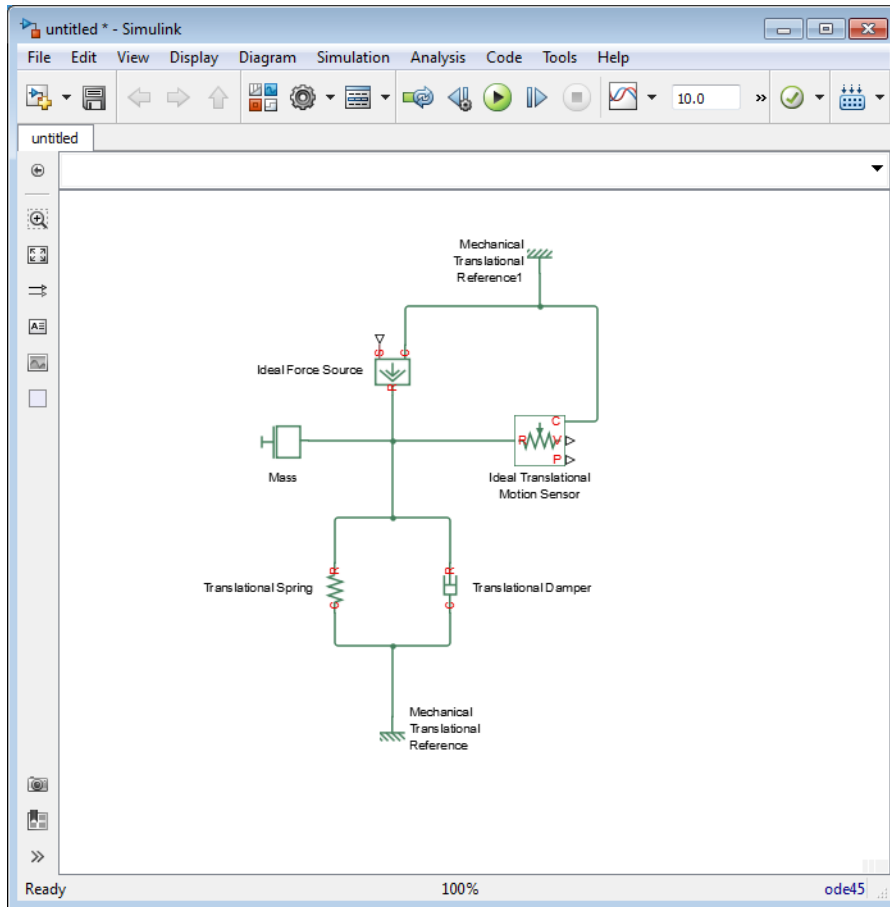 untitled * - Simulink
File Edit View Display Diagram Simulation Analysis Code Tools Help
10.0
untitled
Mechanical
Translational
Reference1
S C
Ideal Force Source
R
C
R V
P
Mass
Ideal Translational
Motion Sensor
R R
Translational Spring
Translational Damper
C C
Mechanical
Translational
Reference
Ready 100% ode45